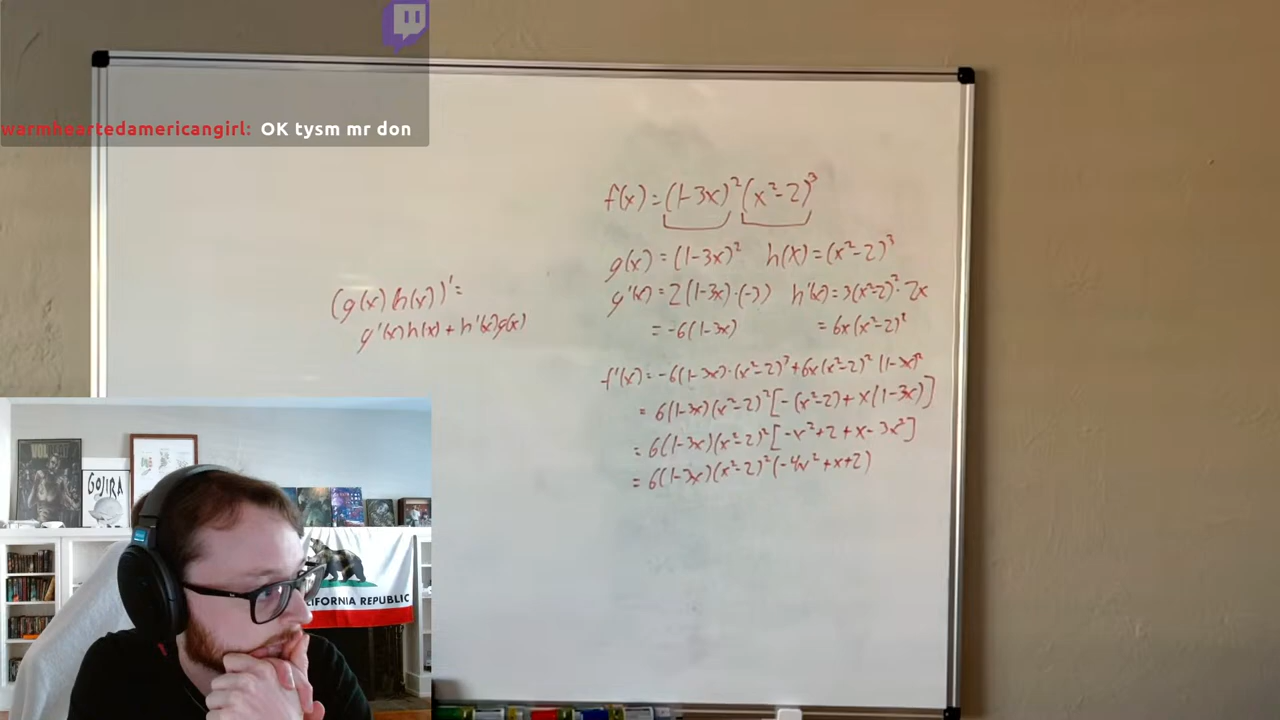 warmheartedamericangirl: OK tysm mr don
f(x) = (1-3x)²(x²-2)³
g(x) = (1-3x)² h(x) = (x²-2)³
g'(x) = 2(1-3x)·(-3) h'(x) = 3(x²-2)²·2x
= -6(1-3x) = 6x(x²-2)²
(g(x)h(x))' =
g'(x)h(x) + h'(x)g(x)
f'(x) = -6(1-3x)·(x²-2)³ + 6x(x²-2)²(1-3x)²
= 6(1-3x)(x²-2)²[-(x²-2)+x(1-3x)]
= 6(1-3x)(x²-2)²[-x²+2+x-3x²]
= 6(1-3x)(x²-2)²(-4x²+x+2)
GOJIRA
LIFORNIA REPUBLIC